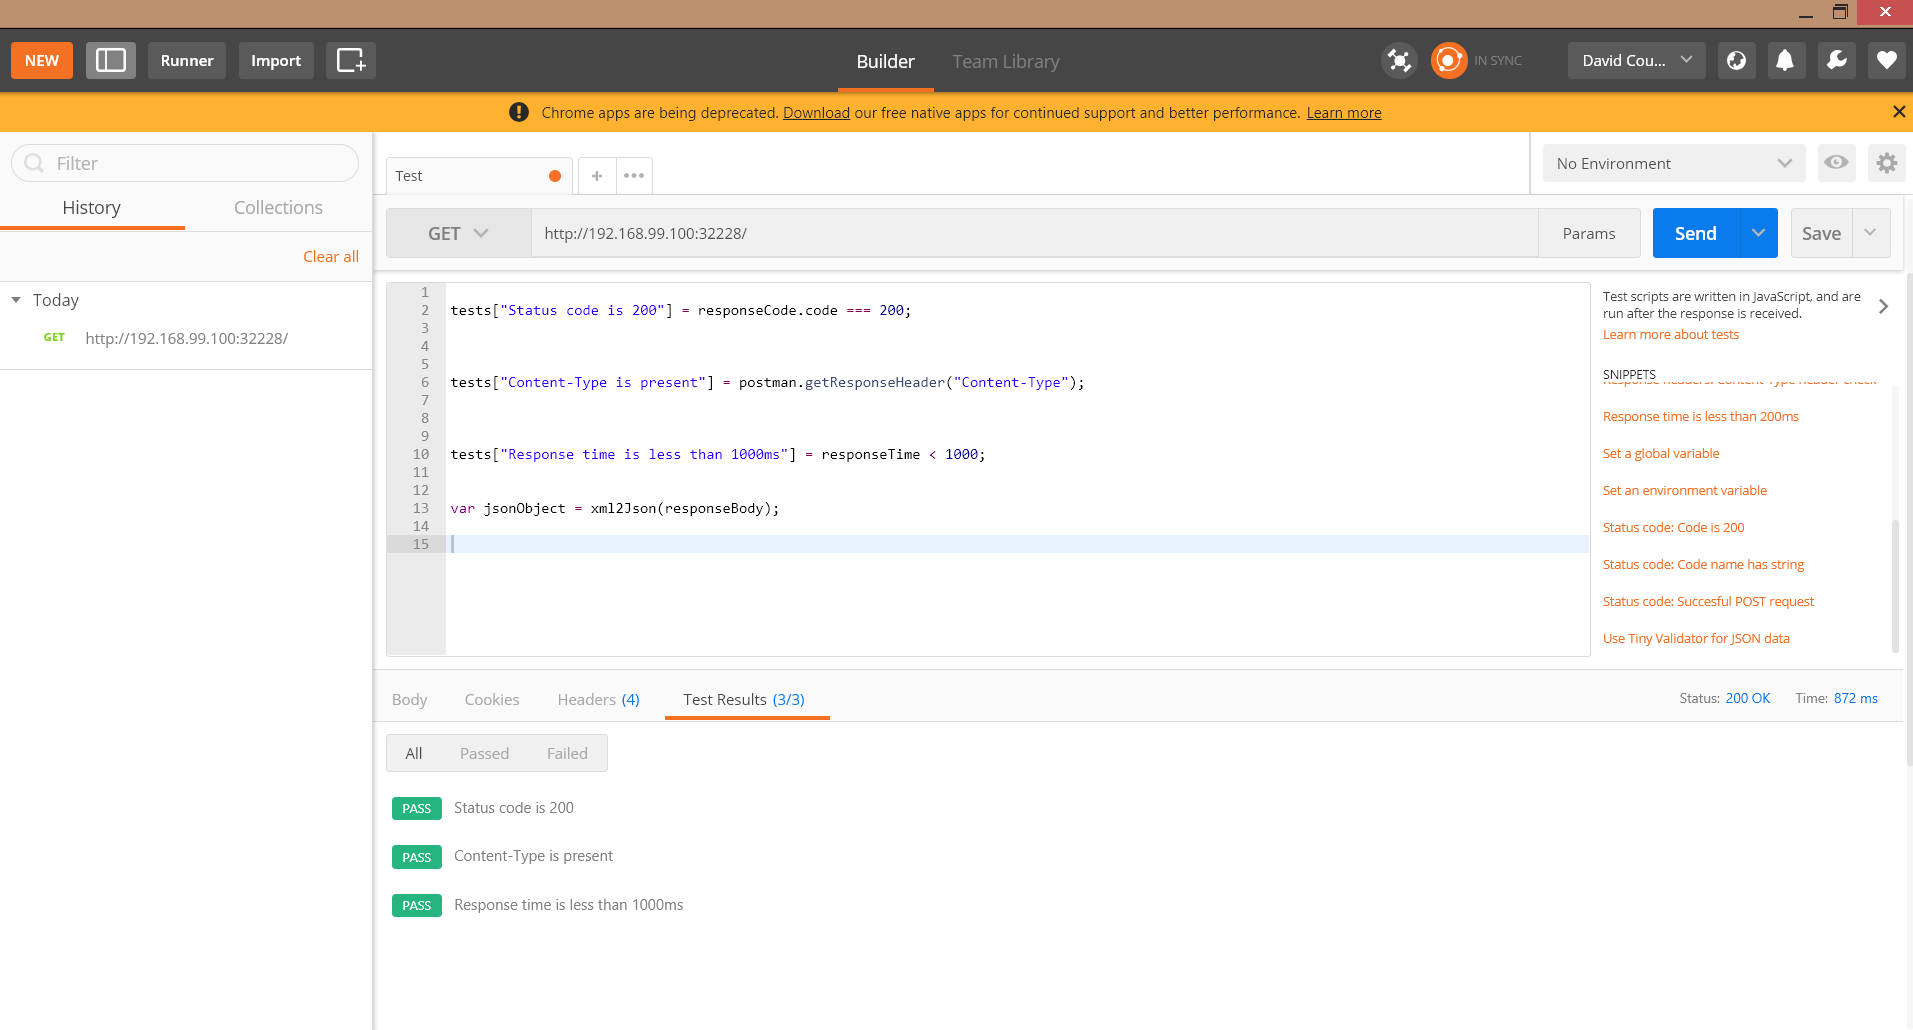 NEW
Runner
Import
Builder
Team Library
IN SYNC
David Cou...
Chrome apps are being deprecated. Download our free native apps for continued support and better performance. Learn more
Filter
History
Collections
Clear all
Today
GET http://192.168.99.100:32228/
Test
No Environment
GET
http://192.168.99.100:32228/
Params
Send
Save
1
2 tests["Status code is 200"] = responseCode.code === 200;
3
4
5
6 tests["Content-Type is present"] = postman.getResponseHeader("Content-Type");
7
8
9
10 tests["Response time is less than 1000ms"] = responseTime < 1000;
11
12
13 var jsonObject = xml2Json(responseBody);
14
15
Test scripts are written in JavaScript, and are
run after the response is received.
Learn more about tests
SNIPPETS
Response headers: Content-Type header check
Response time is less than 200ms
Set a global variable
Set an environment variable
Status code: Code is 200
Status code: Code name has string
Status code: Succesful POST request
Use Tiny Validator for JSON data
Body
Cookies
Headers (4)
Test Results (3/3)
Status: 200 OK
Time: 872 ms
All
Passed
Failed
PASS Status code is 200
PASS Content-Type is present
PASS Response time is less than 1000ms